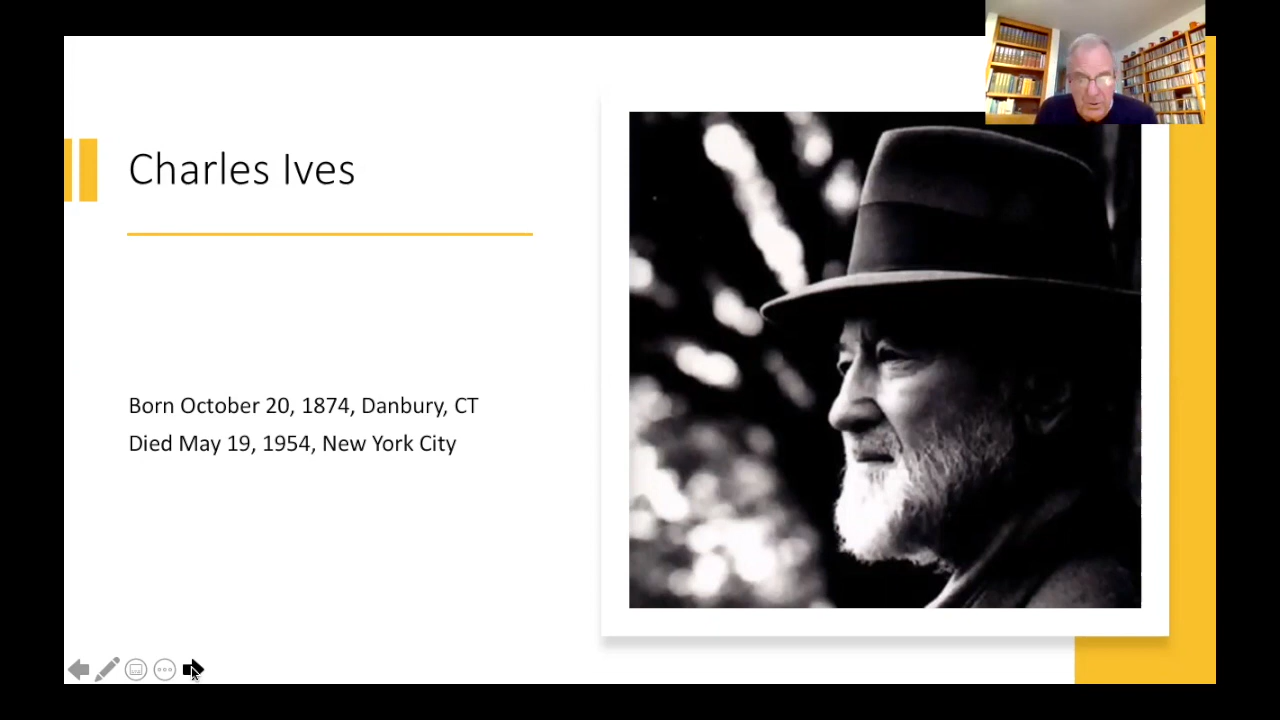 Charles Ives
Born October 20, 1874, Danbury, CT
Died May 19, 1954, New York City